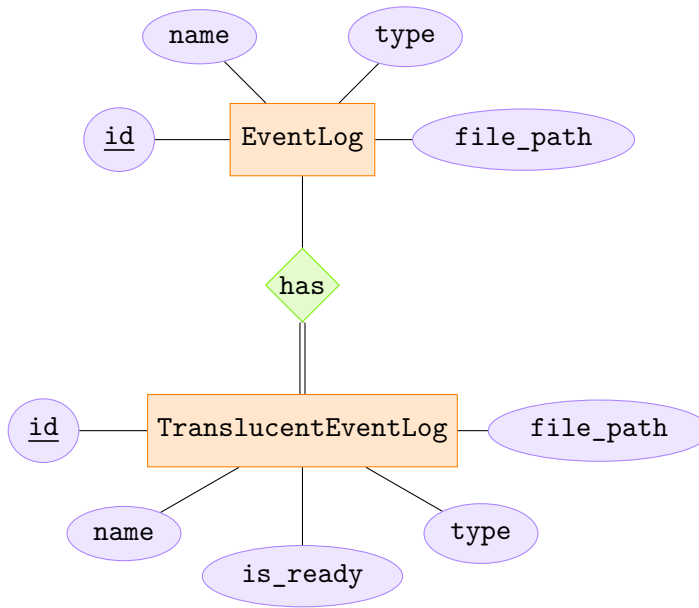 name
type
id
EventLog
file_path
has
id
TranslucentEventLog
file_path
name
type
is_ready